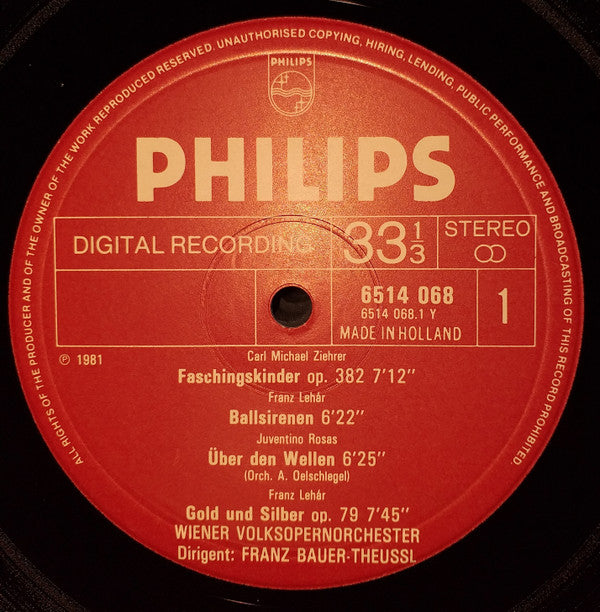 ALL RIGHTS OF THE PRODUCER AND OF THE OWNER OF THE WORK REPRODUCED RESERVED. UNAUTHORISED COPYING, HIRING, LENDING, PUBLIC PERFORMANCE AND BROADCASTING OF THIS RECORD PROHIBITED.
PHILIPS
PHILIPS
DIGITAL RECORDING
33 1/3
STEREO
6514 068
6514 068.1 Y
MADE IN HOLLAND
1
℗ 1981
Carl Michael Ziehrer
Faschingskinder op. 382 7'12"
Franz Lehár
Ballsirenen 6'22"
Juventino Rosas
Über den Wellen 6'25"
(Orch. A. Oelschlegel)
Franz Lehár
Gold und Silber op. 79 7'45"
WIENER VOLKSOPERNORCHESTER
Dirigent: FRANZ BAUER-THEUSSL